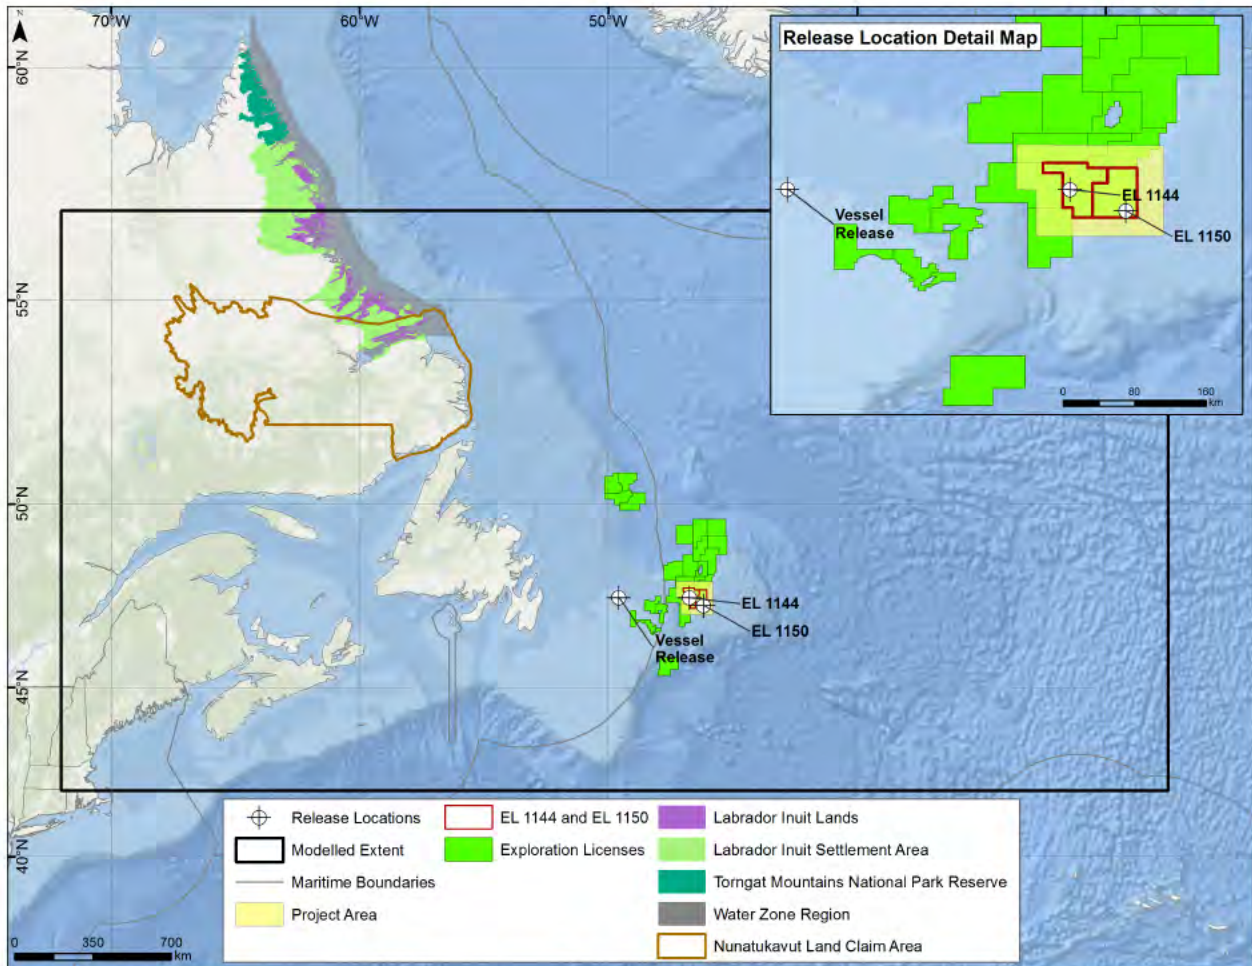 70°W
60°W
50°W
N
Release Location Detail Map
60°N
EL 1144
Vessel
Release
EL 1150
55°N
0 80 160
km
50°N
EL 1144
EL 1150
Vessel
Release
45°N
Release Locations
EL 1144 and EL 1150
Labrador Inuit Lands
Modelled Extent
Exploration Licenses
Labrador Inuit Settlement Area
40°N
Maritime Boundaries
Torngat Mountains National Park Reserve
Project Area
Water Zone Region
Nunatukavut Land Claim Area
0 350 700
km